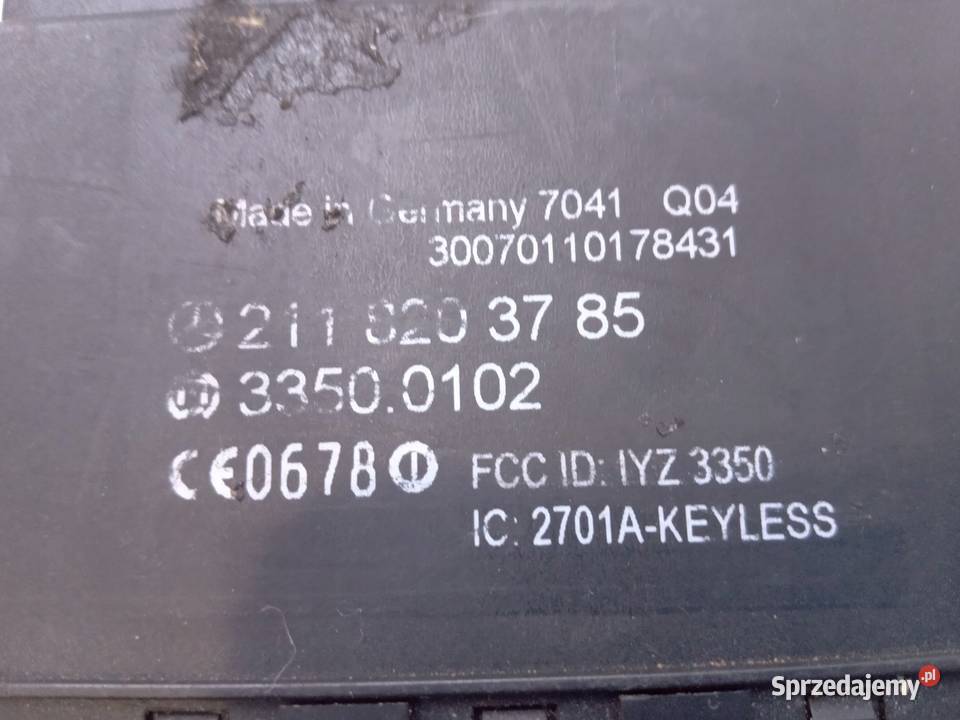 Made in Germany 7041 Q04
30070110178431
211 820 37 85
3350.0102
CE0678
FCC ID: IYZ 3350
IC: 2701A-KEYLESS
Sprzedajemy.pl